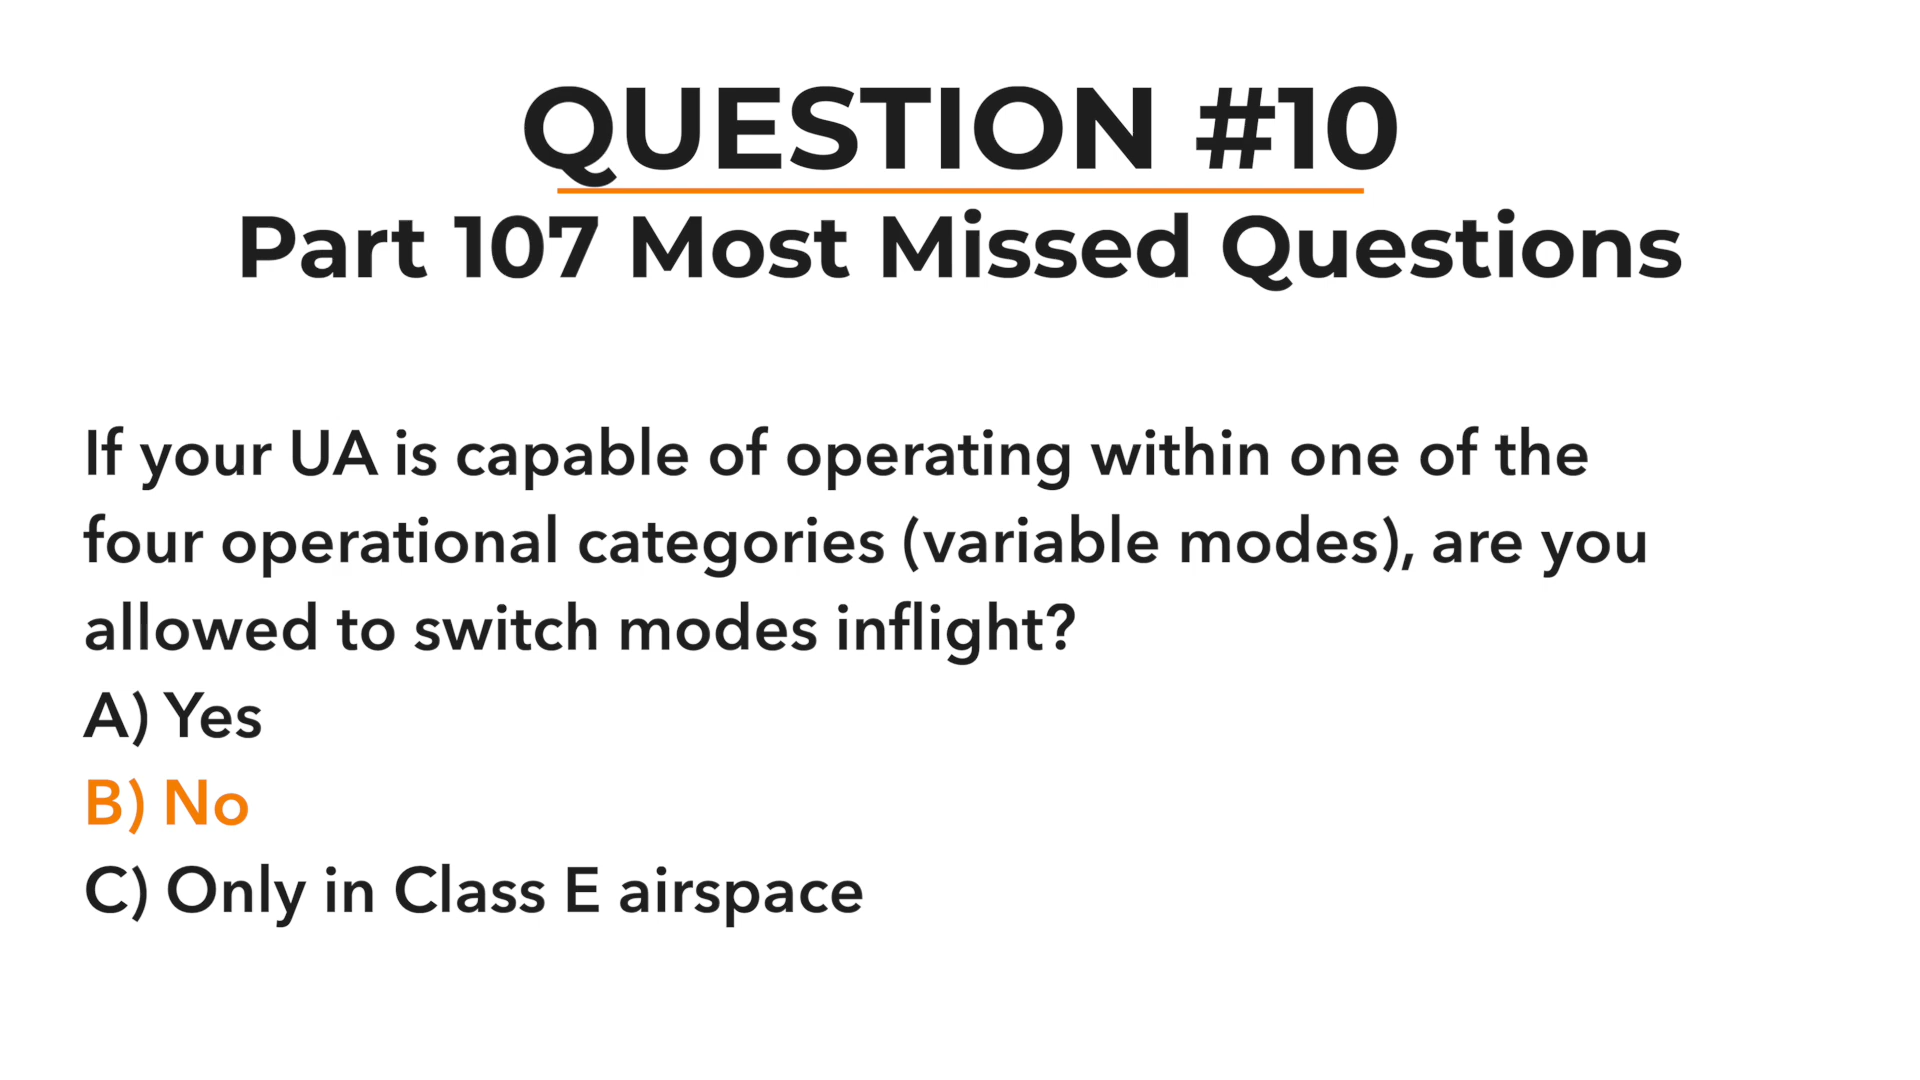 QUESTION #10
Part 107 Most Missed Questions
If your UA is capable of operating within one of the
four operational categories (variable modes), are you
allowed to switch modes inflight?
A) Yes
B) No
C) Only in Class E airspace